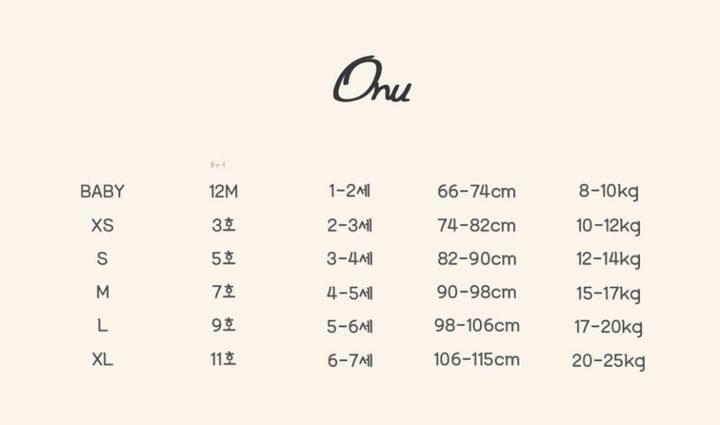 Onu
BABY 12M 1-2세 66-74cm 8-10kg
XS 3호 2-3세 74-82cm 10-12kg
S 5호 3-4세 82-90cm 12-14kg
M 7호 4-5세 90-98cm 15-17kg
L 9호 5-6세 98-106cm 17-20kg
XL 11호 6-7세 106-115cm 20-25kg